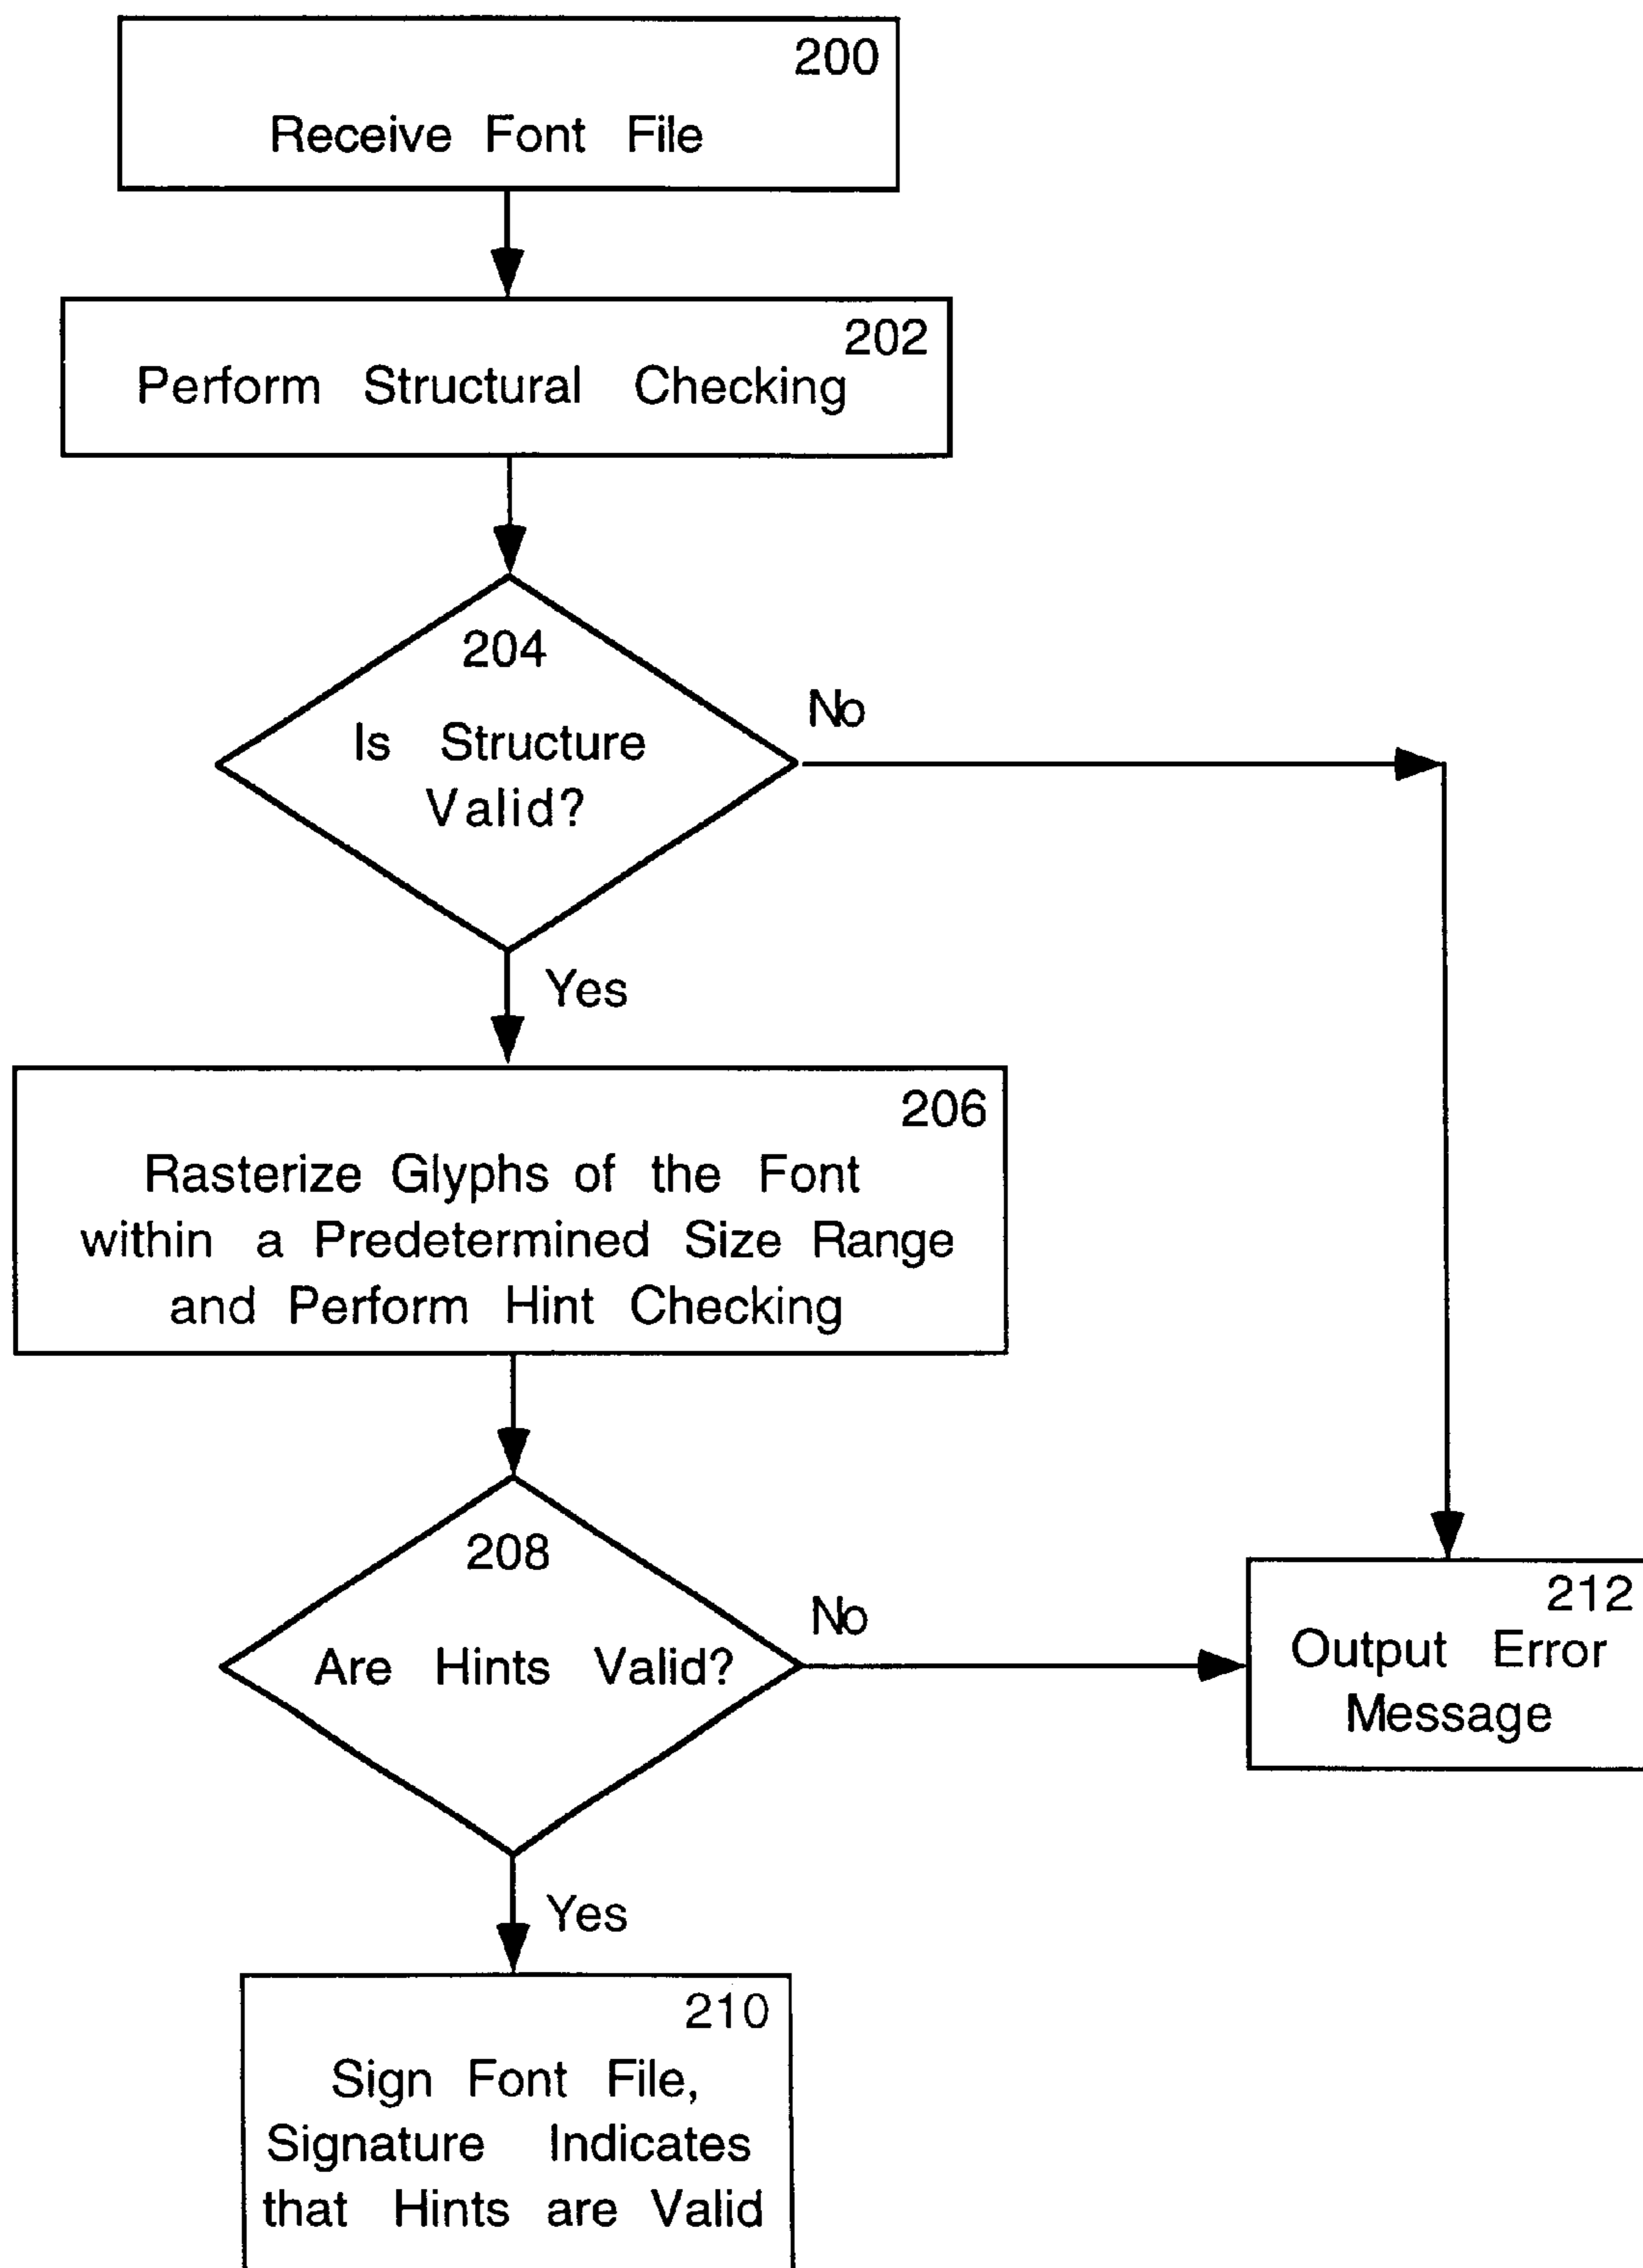 200
Receive Font File
202
Perform Structural Checking
204
Is Structure
Valid?
No
Yes
206
Rasterize Glyphs of the Font
within a Predetermined Size Range
and Perform Hint Checking
208
Are Hints Valid?
No
212
Output Error
Message
Yes
210
Sign Font File,
Signature Indicates
that Hints are Valid